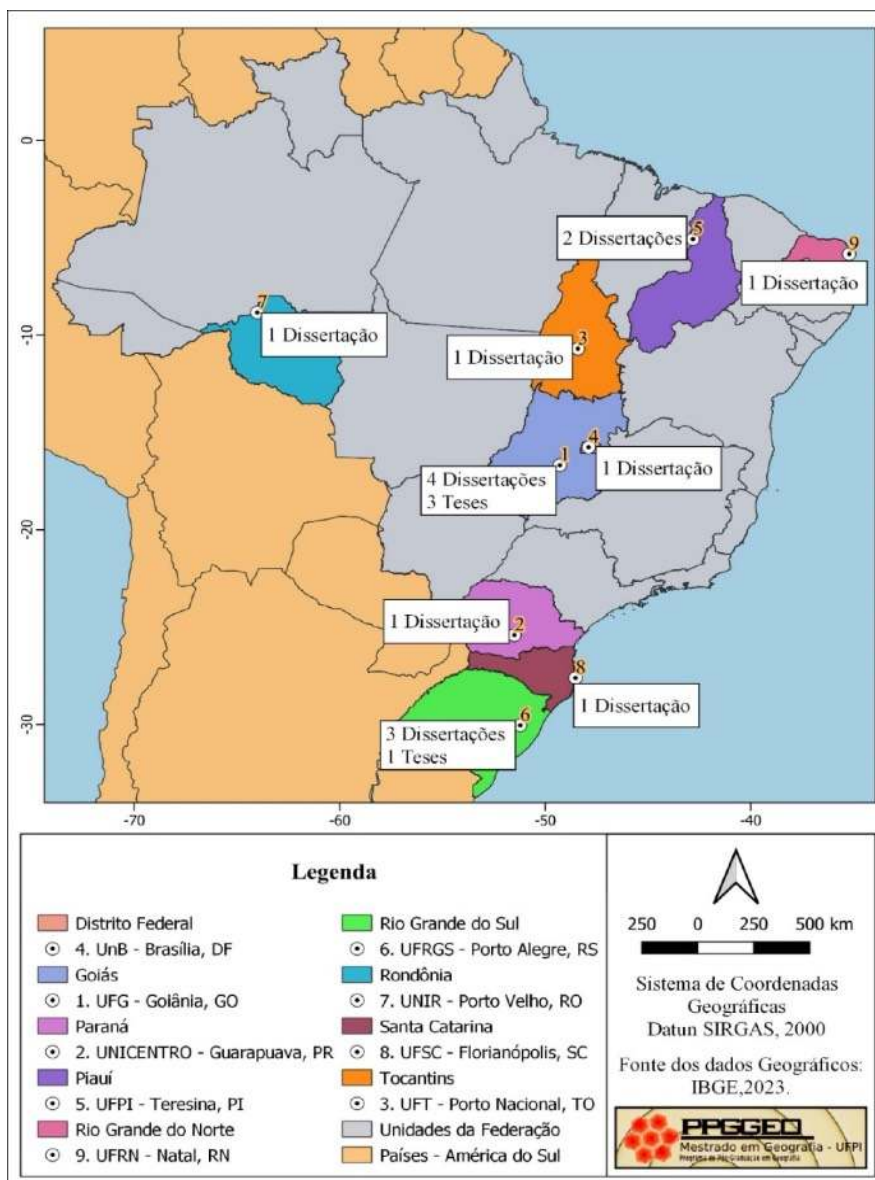 0
-10
-20
-30
-70
-60
-50
-40
2 Dissertações
5
9
1 Dissertação
7
1 Dissertação
1 Dissertação
3
4
1
1 Dissertação
4 Dissertações
3 Teses
1 Dissertação
2
8
1 Dissertação
6
3 Dissertações
1 Teses
Legenda
Distrito Federal
4. UnB - Brasília, DF
Goiás
1. UFG - Goiânia, GO
Paraná
2. UNICENTRO - Guarapuava, PR
Piauí
5. UFPI - Teresina, PI
Rio Grande do Norte
9. UFRN - Natal, RN
Rio Grande do Sul
6. UFRGS - Porto Alegre, RS
Rondônia
7. UNIR - Porto Velho, RO
Santa Catarina
8. UFSC - Florianópolis, SC
Tocantins
3. UFT - Porto Nacional, TO
Unidades da Federação
Países - América do Sul
250 0 250 500 km
Sistema de Coordenadas
Geográficas
Datun SIRGAS, 2000
Fonte dos dados Geográficos:
IBGE,2023.
PPGGEO
Mestrado em Geografia - UFPI
Programa de Pós-Graduação em Geografia